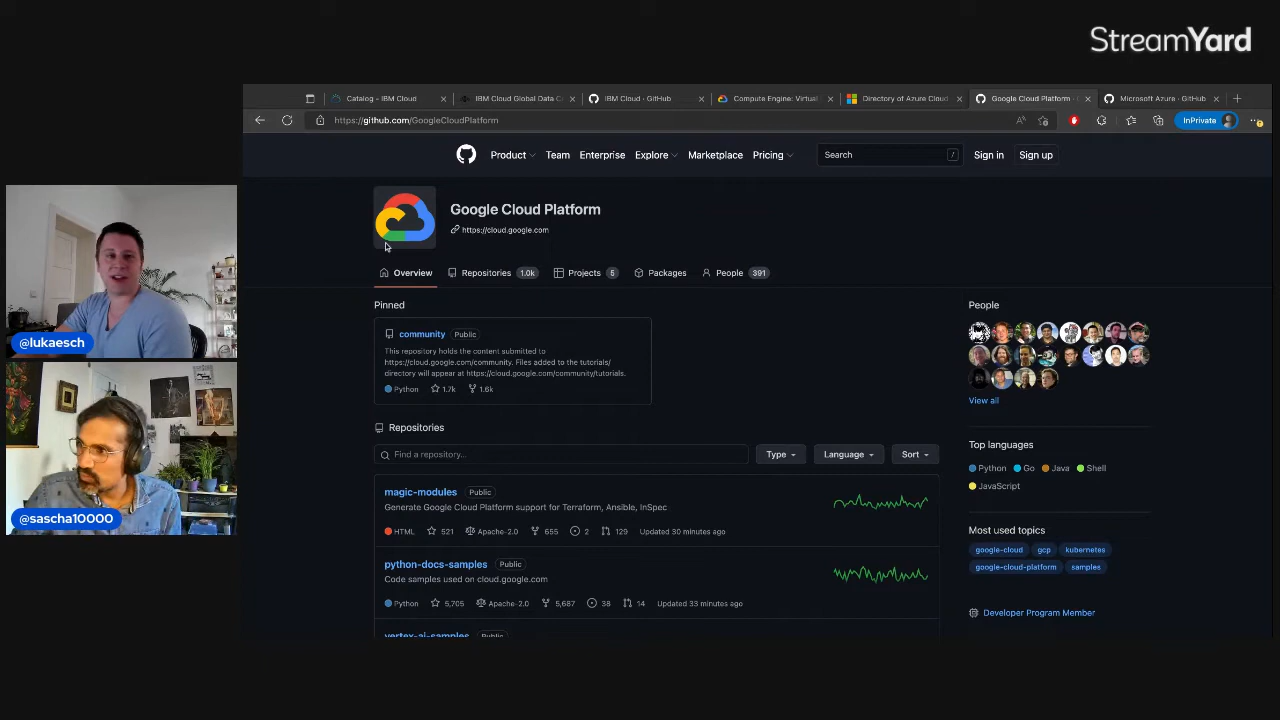 StreamYard
Catalog - IBM Cloud
IBM Cloud Global Data C
IBM Cloud · GitHub
Compute Engine: Virtual
Directory of Azure Cloud
Google Cloud Platform ·
Microsoft Azure · GitHub
https://github.com/GoogleCloudPlatform
InPrivate
Product
Team
Enterprise
Explore
Marketplace
Pricing
Search
/
Sign in
Sign up
Google Cloud Platform
https://cloud.google.com
Overview
Repositories 1.0k
Projects 5
Packages
People 391
Pinned
community Public
This repository holds the content submitted to
https://cloud.google.com/community. Files added to the tutorials/
directory will appear at https://cloud.google.com/community/tutorials.
Python 1.7k 1.6k
Repositories
Find a repository...
Type
Language
Sort
magic-modules Public
Generate Google Cloud Platform support for Terraform, Ansible, InSpec
HTML 521 Apache-2.0 655 2 129 Updated 30 minutes ago
python-docs-samples Public
Code samples used on cloud.google.com
Python 5,705 Apache-2.0 5,687 38 14 Updated 33 minutes ago
vertex-ai-samples Public
People
View all
Top languages
Python Go Java Shell
JavaScript
Most used topics
google-cloud gcp kubernetes
google-cloud-platform samples
Developer Program Member
@lukaesch
@sascha10000